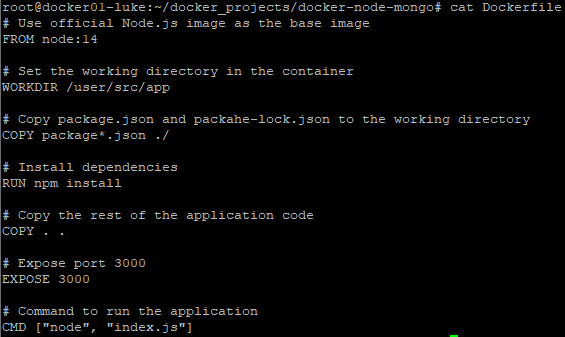 root@docker01-luke:~/docker_projects/docker-node-mongo# cat Dockerfile
# Use official Node.js image as the base image
FROM node:14
# Set the working directory in the container
WORKDIR /user/src/app
# Copy package.json and packahe-lock.json to the working directory
COPY package*.json ./
# Install dependencies
RUN npm install
# Copy the rest of the application code
COPY . .
# Expose port 3000
EXPOSE 3000
# Command to run the application
CMD ["node", "index.js"]